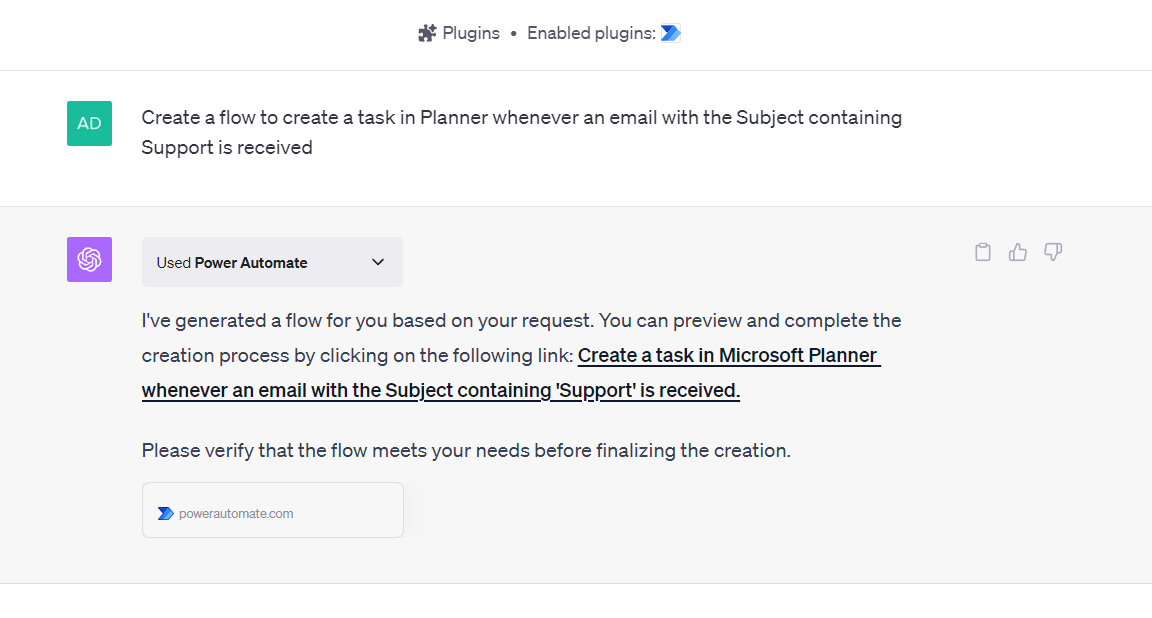 Plugins • Enabled plugins:
AD
Create a flow to create a task in Planner whenever an email with the Subject containing
Support is received
Used Power Automate
I've generated a flow for you based on your request. You can preview and complete the
creation process by clicking on the following link: Create a task in Microsoft Planner
whenever an email with the Subject containing 'Support' is received.
Please verify that the flow meets your needs before finalizing the creation.
powerautomate.com